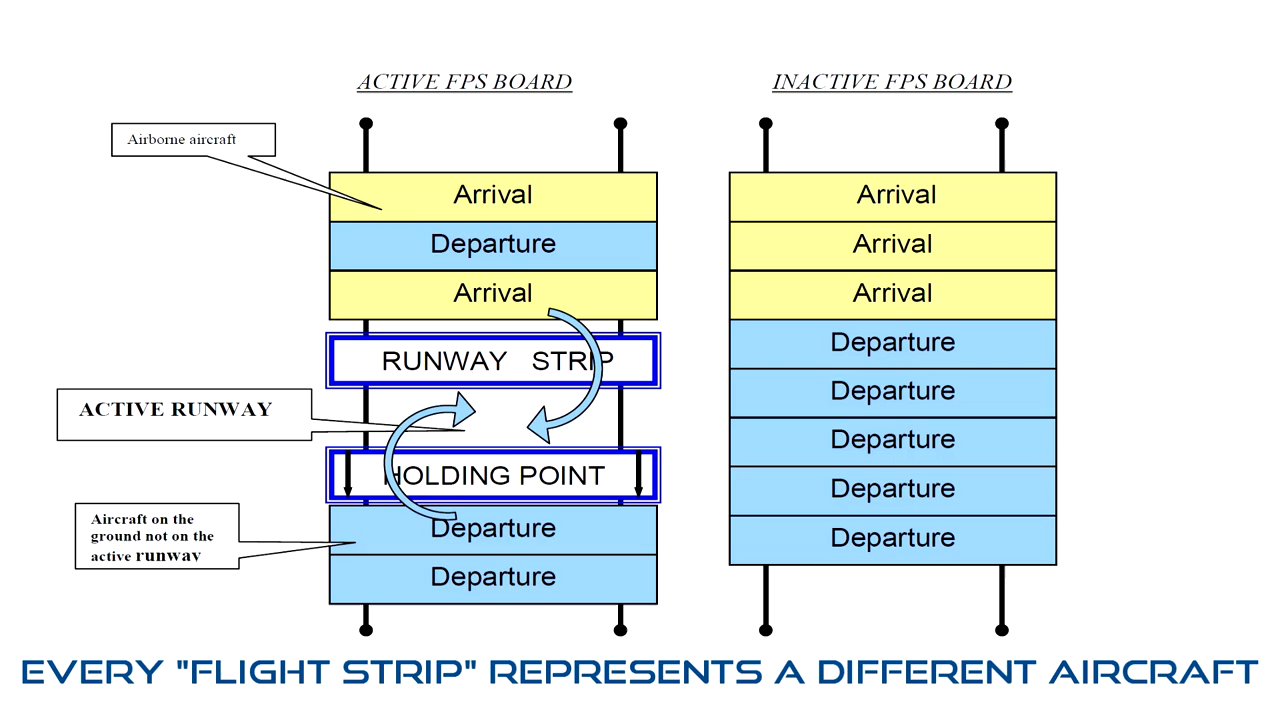 ACTIVE FPS BOARD
INACTIVE FPS BOARD
Airborne aircraft
Arrival
Departure
Arrival
RUNWAY STRIP
ACTIVE RUNWAY
HOLDING POINT
Aircraft on the
ground not on the
active runway
Departure
Departure
Arrival
Arrival
Arrival
Departure
Departure
Departure
Departure
Departure
EVERY "FLIGHT STRIP" REPRESENTS A DIFFERENT AIRCRAFT